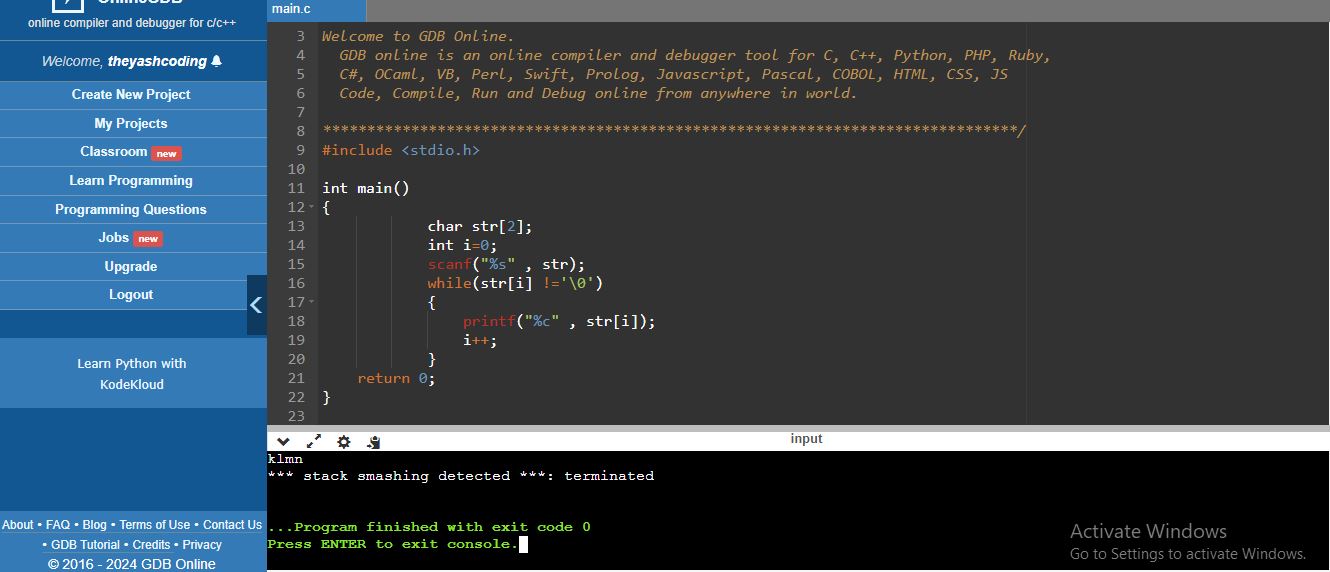 OnlineGDB
online compiler and debugger for c/c++
Welcome, theyashcoding
Create New Project
My Projects
Classroom new
Learn Programming
Programming Questions
Jobs new
Upgrade
Logout
Learn Python with
KodeKloud
About • FAQ • Blog • Terms of Use • Contact Us
• GDB Tutorial • Credits • Privacy
© 2016 - 2024 GDB Online
main.c
3 Welcome to GDB Online.
4 GDB online is an online compiler and debugger tool for C, C++, Python, PHP, Ruby,
5 C#, OCaml, VB, Perl, Swift, Prolog, Javascript, Pascal, COBOL, HTML, CSS, JS
6 Code, Compile, Run and Debug online from anywhere in world.
7
8 *******************************************************************************/
9 #include <stdio.h>
10
11 int main()
12 {
13 char str[2];
14 int i=0;
15 scanf("%s" , str);
16 while(str[i] !='\0')
17 {
18 printf("%c" , str[i]);
19 i++;
20 }
21 return 0;
22 }
23
input
klmn
*** stack smashing detected ***: terminated
...Program finished with exit code 0
Press ENTER to exit console.
Activate Windows
Go to Settings to activate Windows.